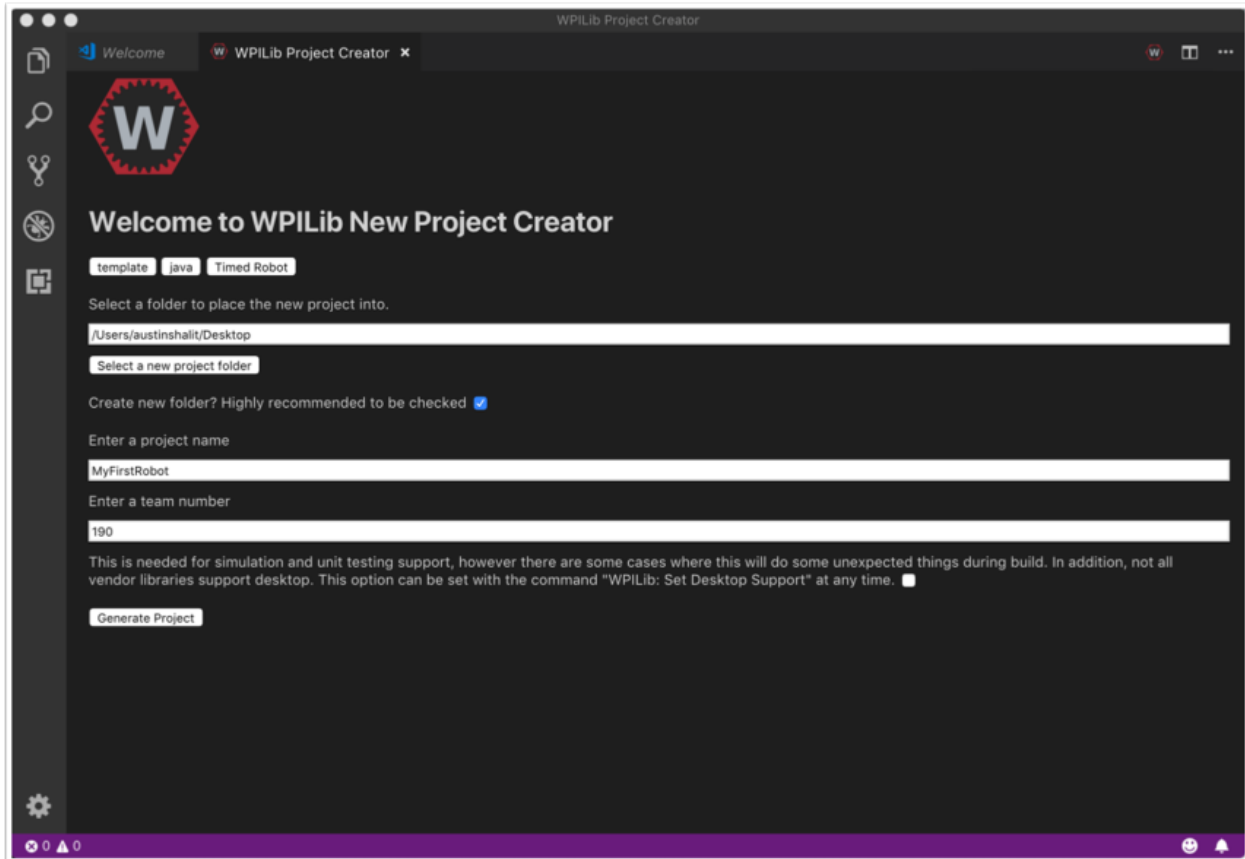 WPILib Project Creator
Welcome
WPILib Project Creator
W
W
Welcome to WPILib New Project Creator
template java Timed Robot
Select a folder to place the new project into.
/Users/austinshalit/Desktop
Select a new project folder
Create new folder? Highly recommended to be checked
Enter a project name
MyFirstRobot
Enter a team number
190
This is needed for simulation and unit testing support, however there are some cases where this will do some unexpected things during build. In addition, not all
vendor libraries support desktop. This option can be set with the command "WPILib: Set Desktop Support" at any time.
Generate Project
0 0